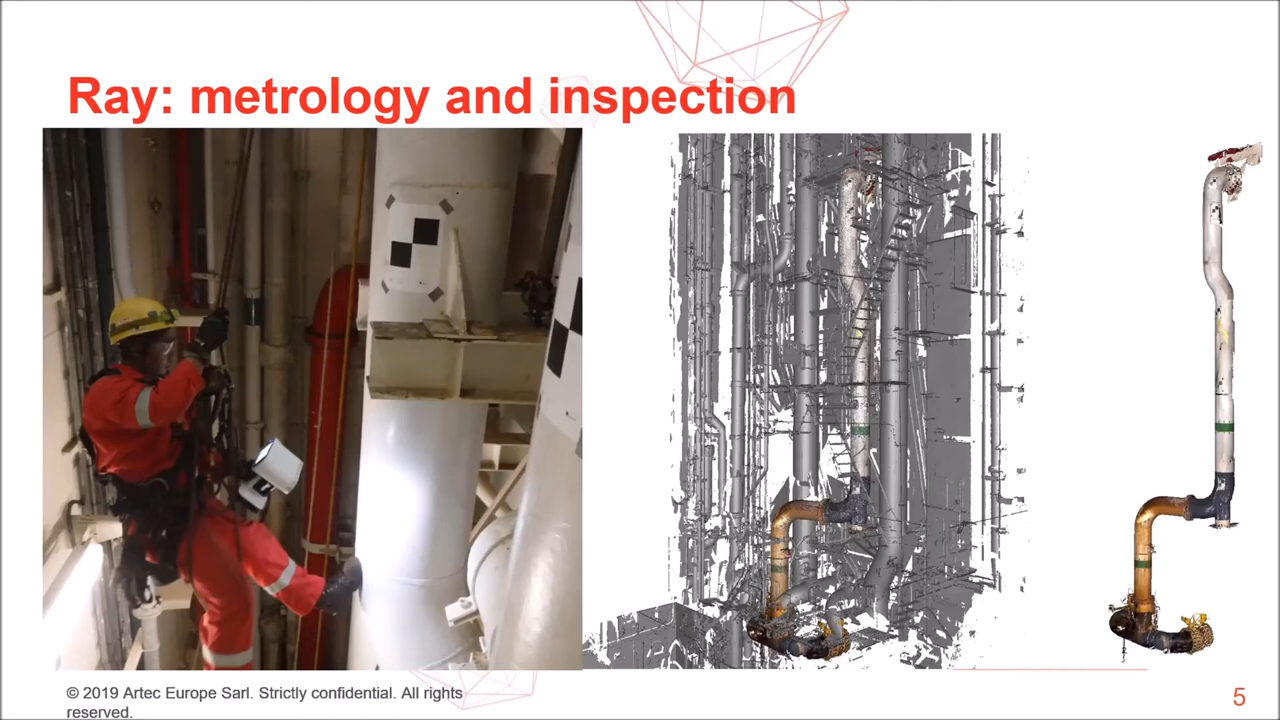 Ray: metrology and inspection
© 2019 Artec Europe Sarl. Strictly confidential. All rights
reserved.
5